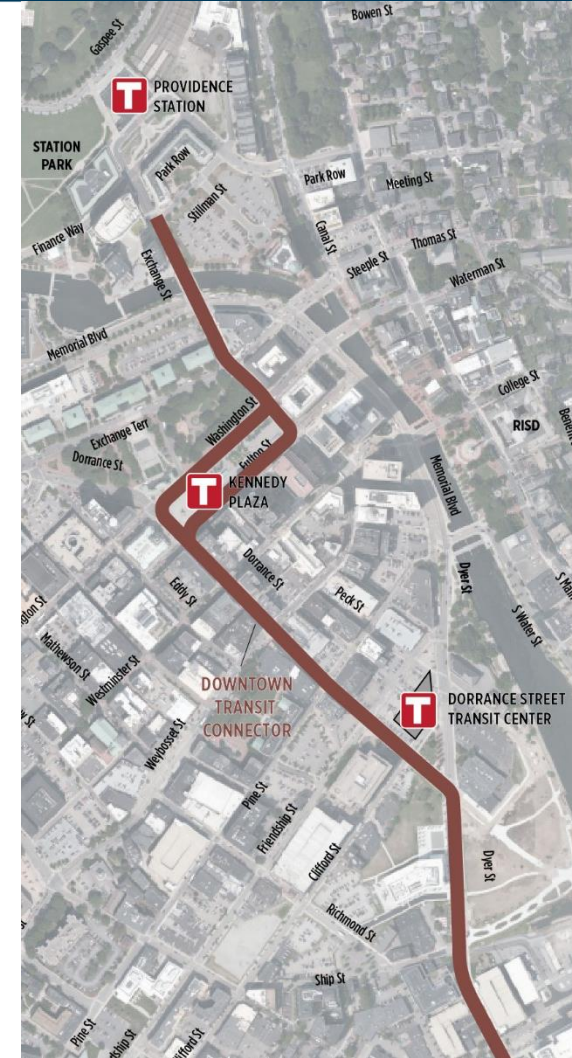 Bowen St
Gaspee St
T
PROVIDENCE
STATION
STATION
PARK
Park Row
Park Row
Meeting St
Stillman St
Canal St
Thomas St
Finance Way
Exchange St
Steeple St
Waterman St
Memorial Blvd
College St
Washington St
RISD
Exchange Terr
Fulton St
Dorrance St
Memorial Blvd
T
KENNEDY
PLAZA
Dorrance St
Dyer St
Eddy St
Peck St
S Water St
Mathewson St
Westminster St
DOWNTOWN
TRANSIT
CONNECTOR
T
DORRANCE STREET
TRANSIT CENTER
Weybosset St
Pine St
Friendship St
Clifford St
Dyer St
Richmond St
Ship St
Pine St